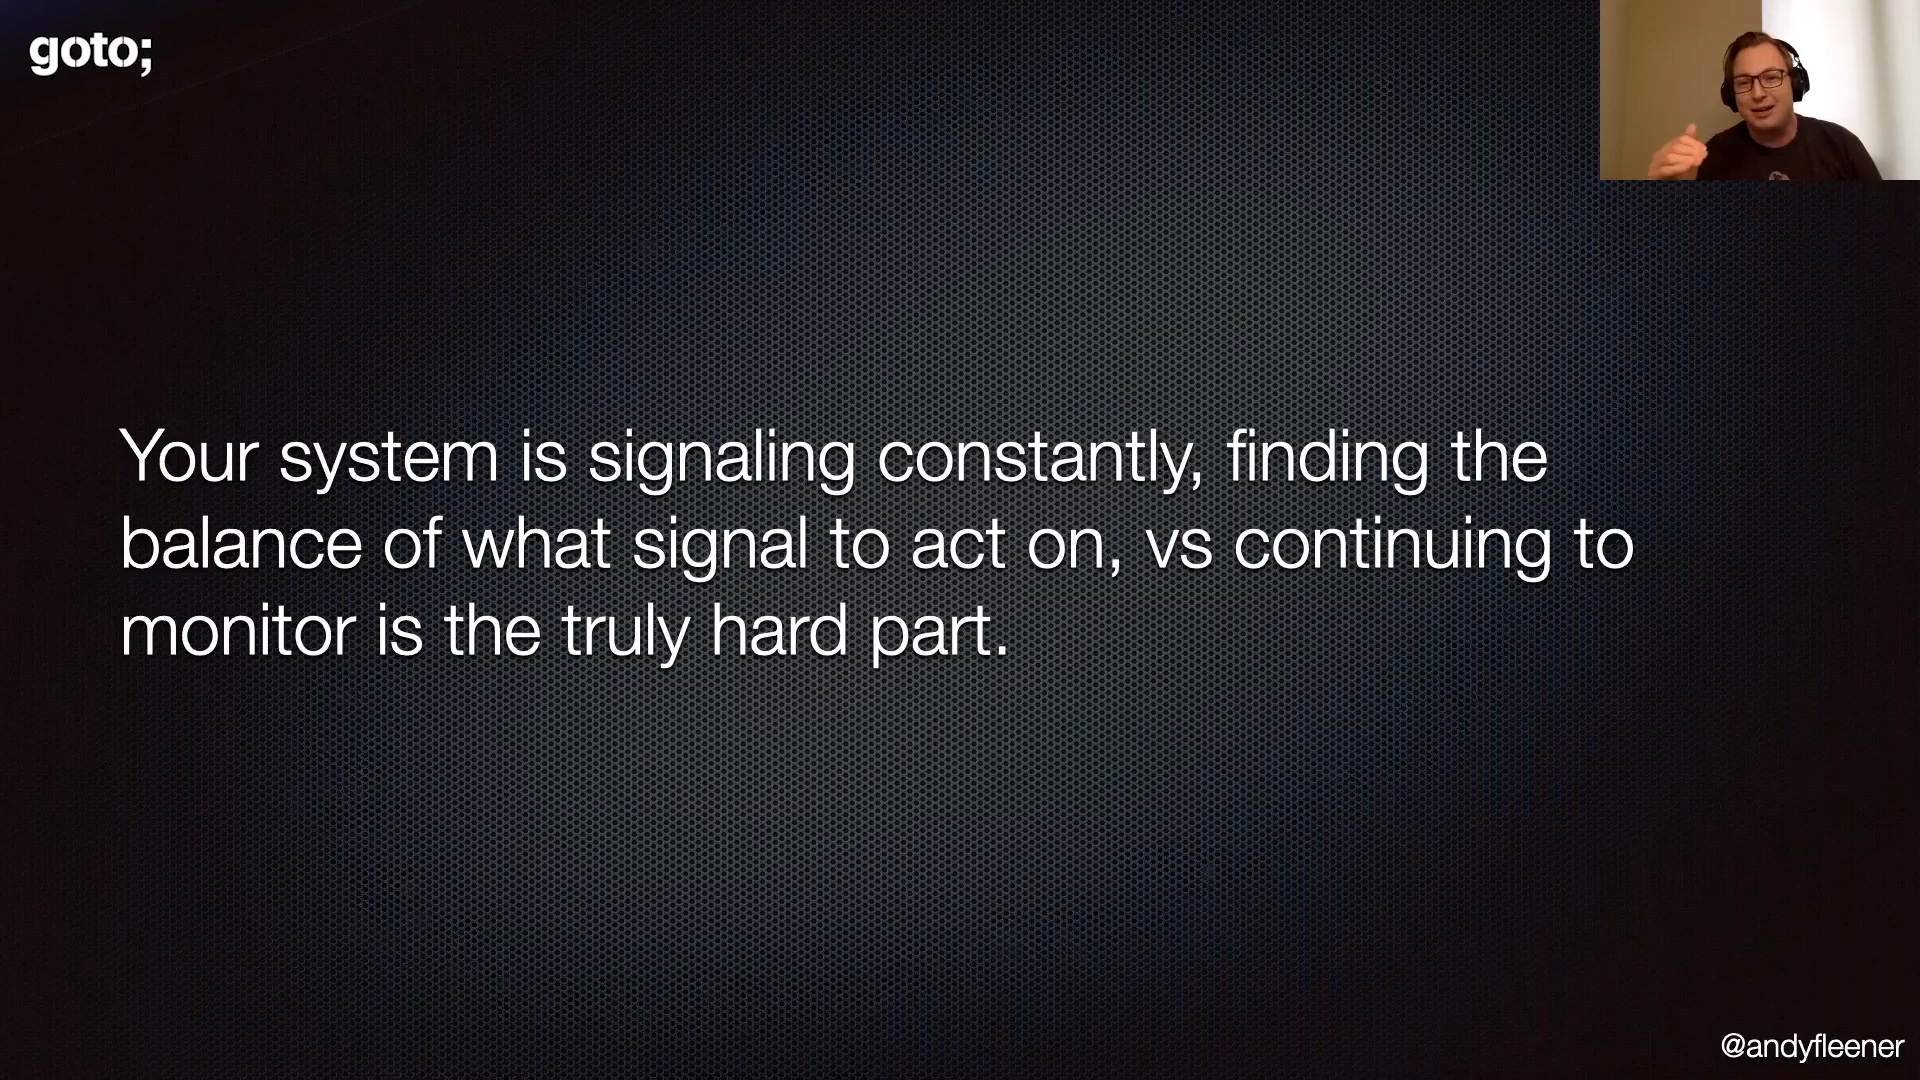 goto;
Your system is signaling constantly, finding the
balance of what signal to act on, vs continuing to
monitor is the truly hard part.
@andyfleener